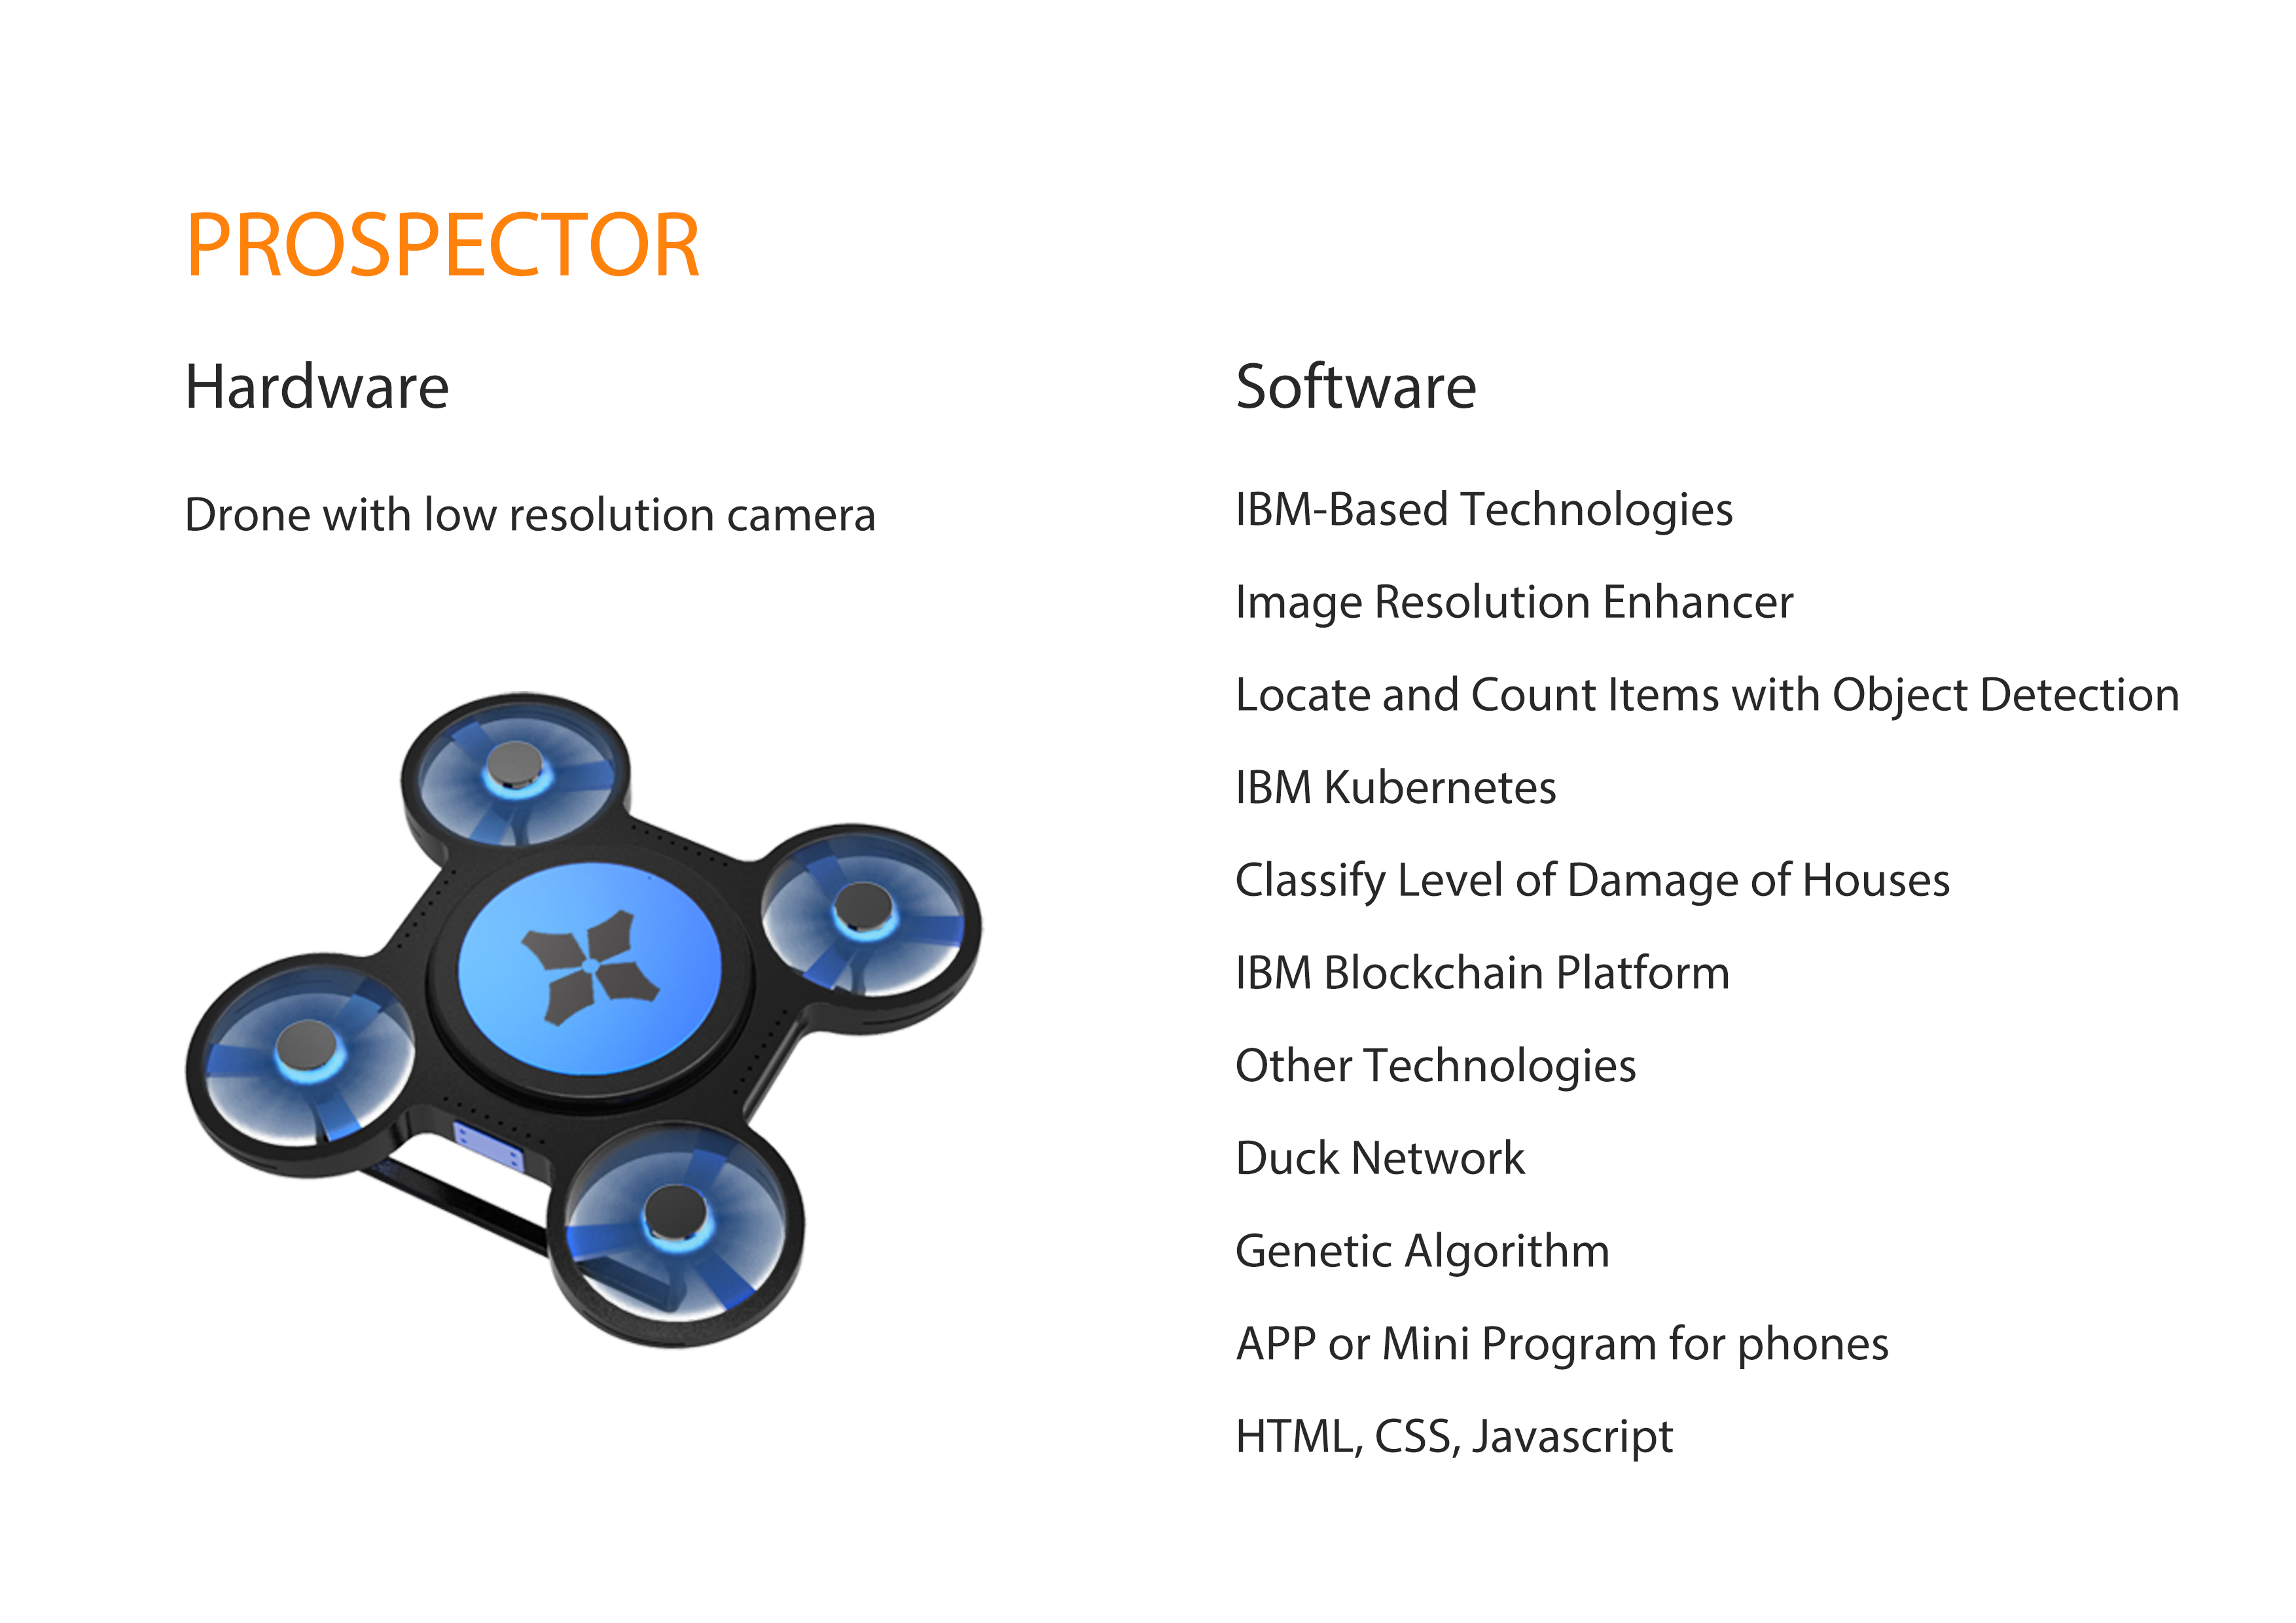 PROSPECTOR
Hardware
Drone with low resolution camera
Software
IBM-Based Technologies
Image Resolution Enhancer
Locate and Count Items with Object Detection
IBM Kubernetes
Classify Level of Damage of Houses
IBM Blockchain Platform
Other Technologies
Duck Network
Genetic Algorithm
APP or Mini Program for phones
HTML, CSS, Javascript